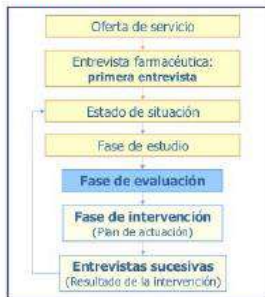 Oferta de servicio
Entrevista farmacéutica:
primera entrevista
Estado de situación
Fase de estudio
Fase de evaluación
Fase de intervención
(Plan de actuación)
Entrevistas sucesivas
(Resultado de la intervención)